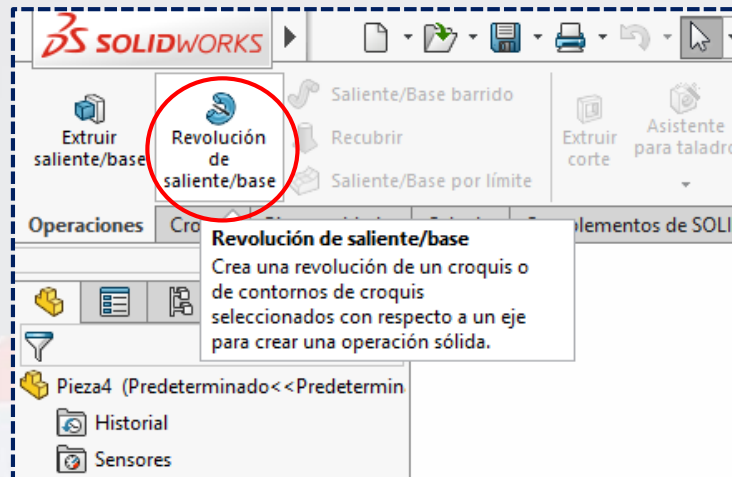 SOLIDWORKS
Extruir
saliente/base
Revolución
de
saliente/base
Saliente/Base barrido
Recubrir
Saliente/Base por límite
Extruir
corte
Asistente
para taladro
Operaciones
Revolución de saliente/base
Crea una revolución de un croquis o
de contornos de croquis
seleccionados con respecto a un eje
para crear una operación sólida.
Pieza4 (Predeterminado<<Predetermin
Historial
Sensores